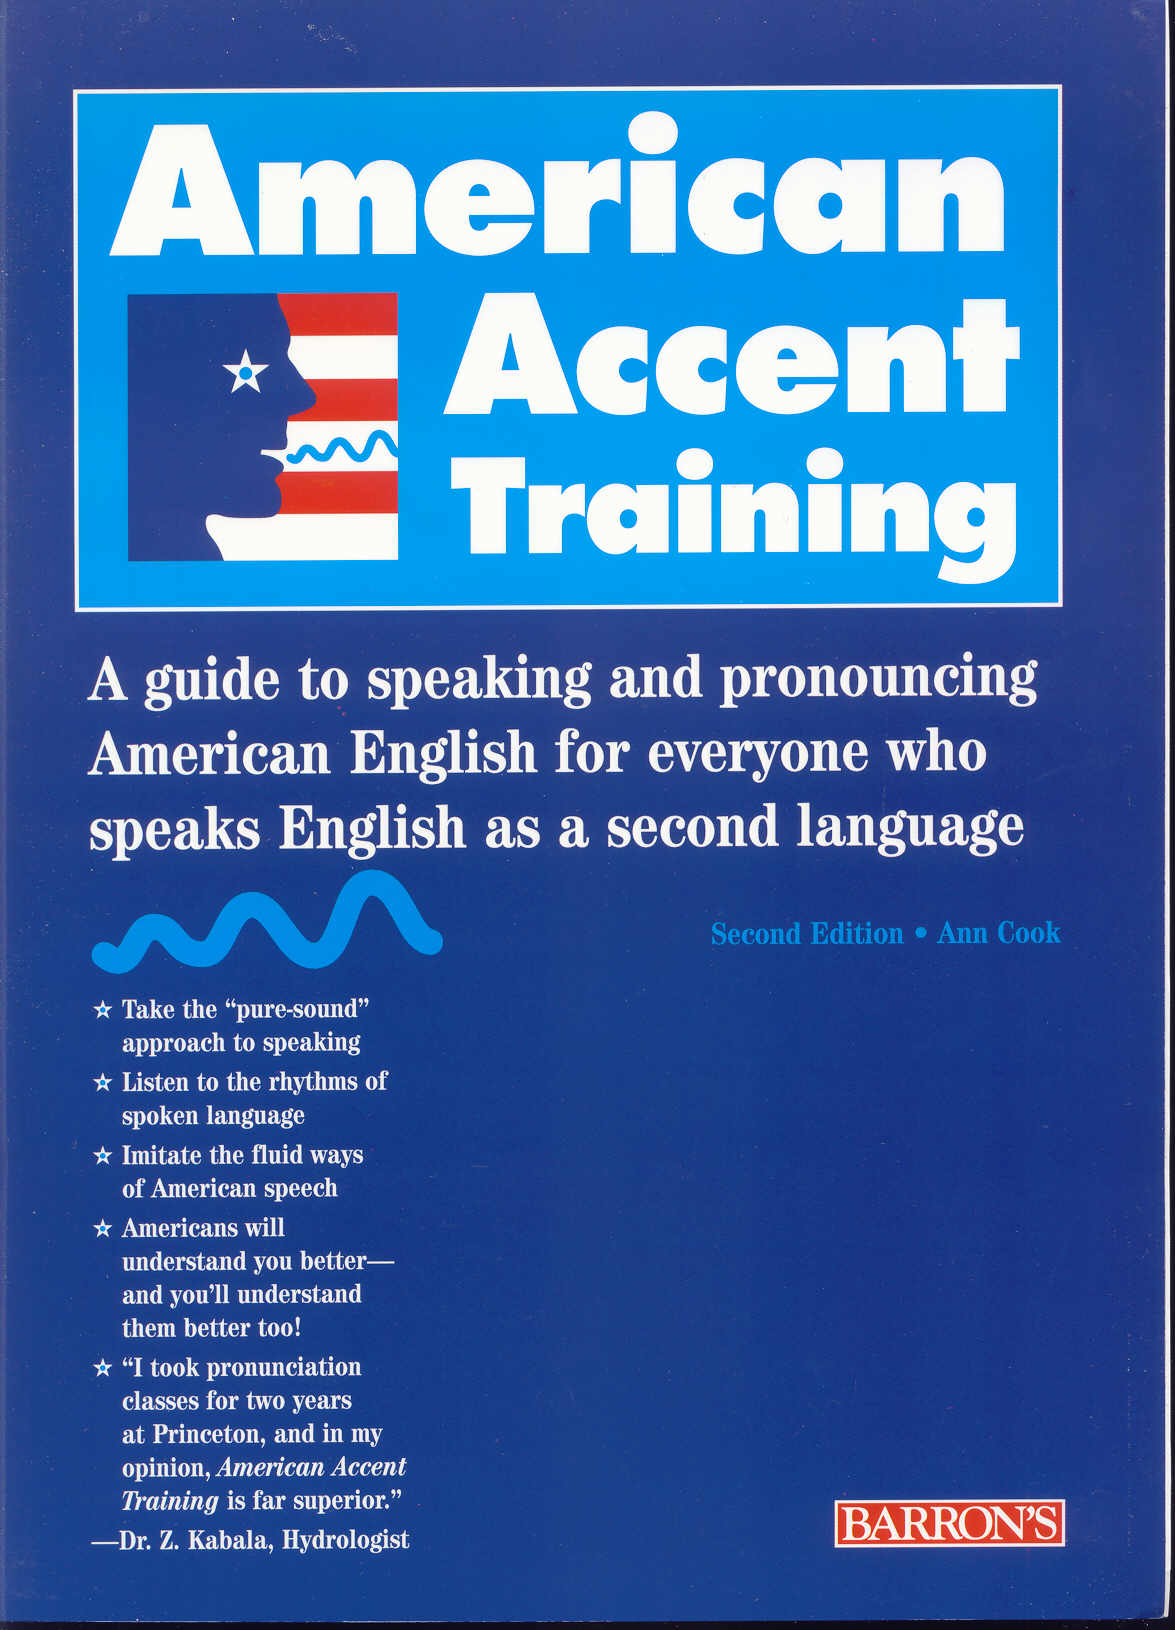 American
Accent
Training
A guide to speaking and pronouncing
American English for everyone who
speaks English as a second language
Second Edition • Ann Cook
Take the “pure-sound”
approach to speaking
Listen to the rhythms of
spoken language
Imitate the fluid ways
of American speech
Americans will
understand you better—
and you’ll understand
them better too!
“I took pronunciation
classes for two years
at Princeton, and in my
opinion, American Accent
Training is far superior.”
—Dr. Z. Kabala, Hydrologist
BARRON’S